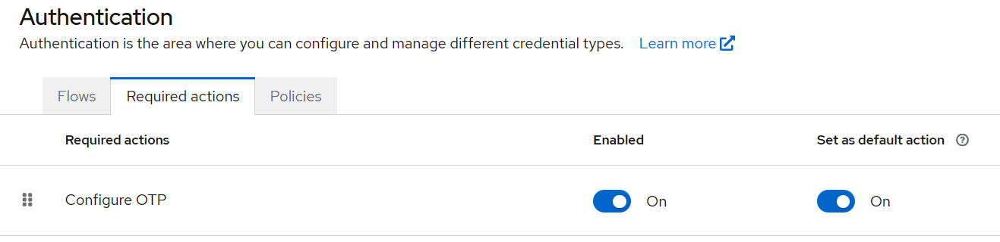 Authentication
Authentication is the area where you can configure and manage different credential types. Learn more
Flows Required actions Policies
Required actions Enabled Set as default action
Configure OTP On On